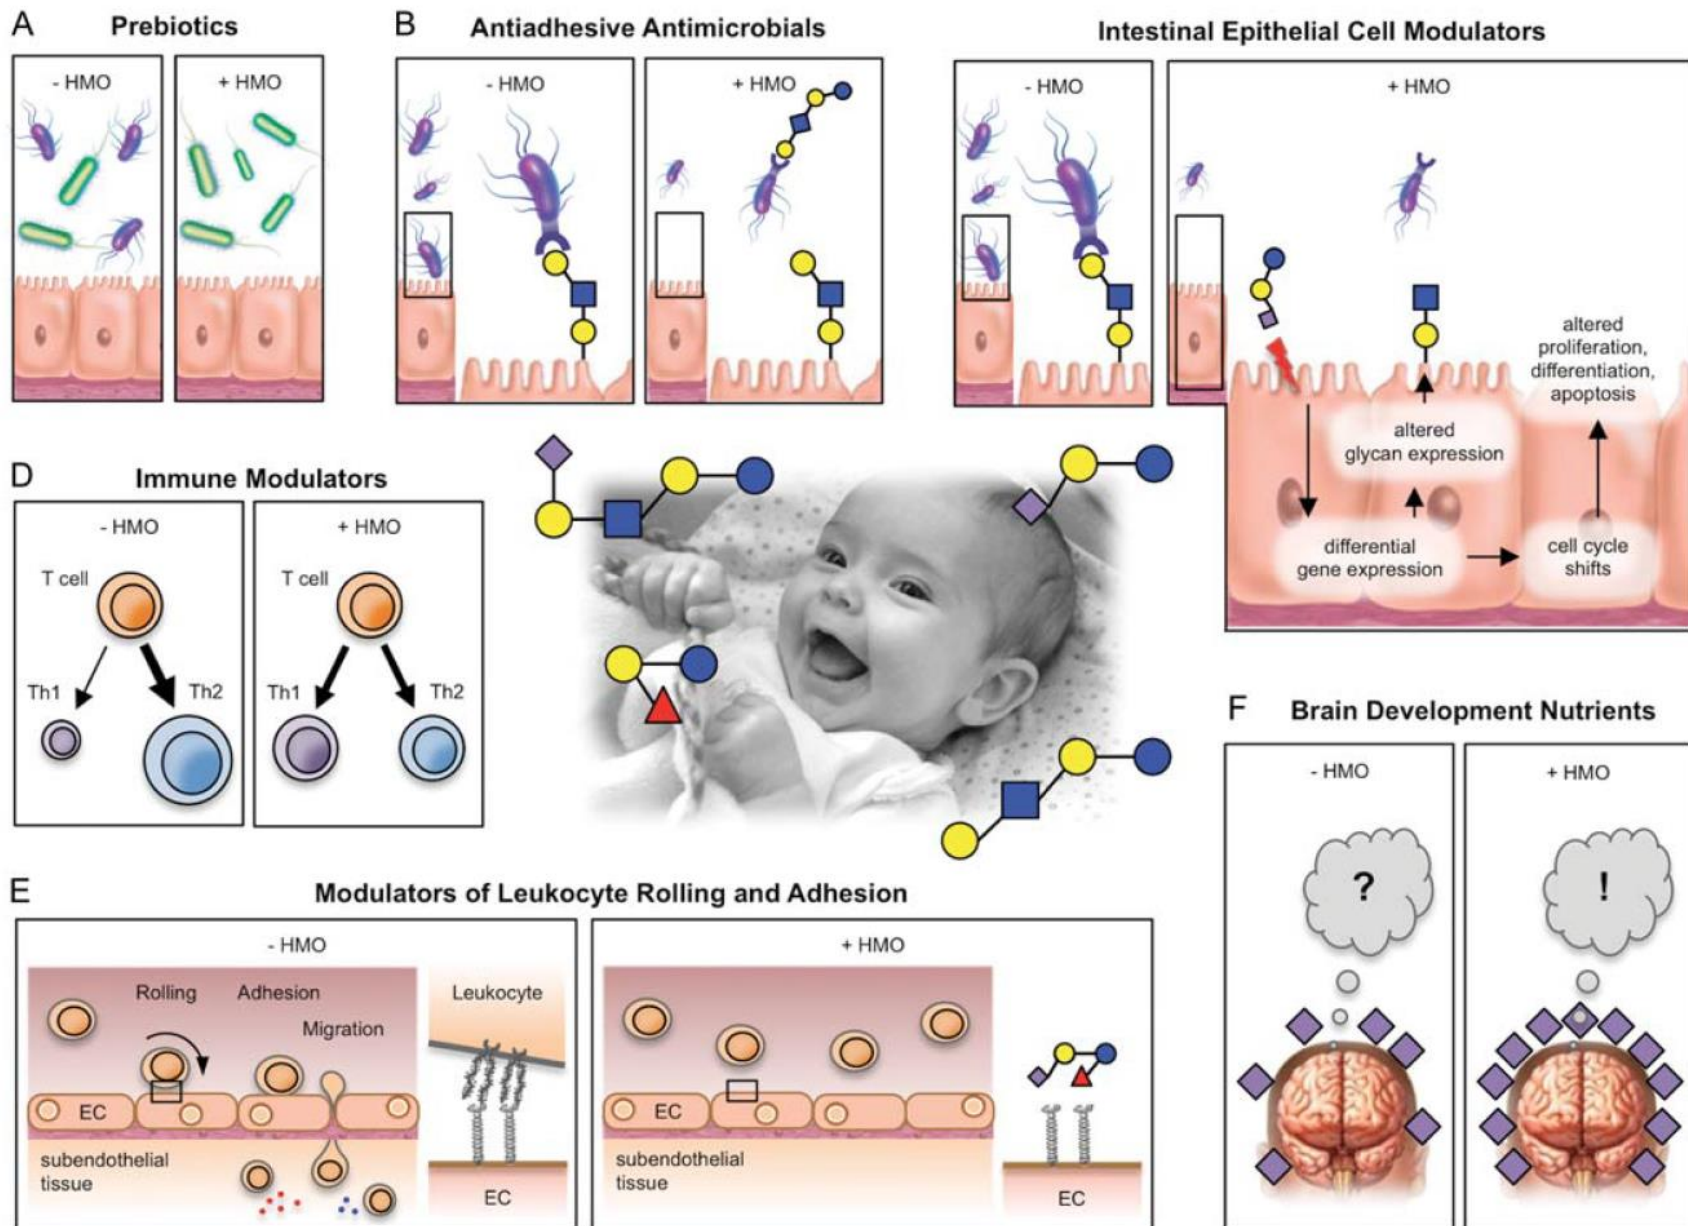 A Prebiotics
- HMO
+ HMO
B Antiadhesive Antimicrobials
- HMO
+ HMO
Intestinal Epithelial Cell Modulators
- HMO
+ HMO
altered
proliferation,
differentiation,
apoptosis
altered
glycan expression
differential
gene expression
cell cycle
shifts
D Immune Modulators
- HMO
T cell
Th1
Th2
+ HMO
T cell
Th1
Th2
E Modulators of Leukocyte Rolling and Adhesion
- HMO
Rolling
Adhesion
Migration
EC
subendothelial
tissue
Leukocyte
EC
+ HMO
EC
subendothelial
tissue
EC
F Brain Development Nutrients
- HMO
?
+ HMO
!